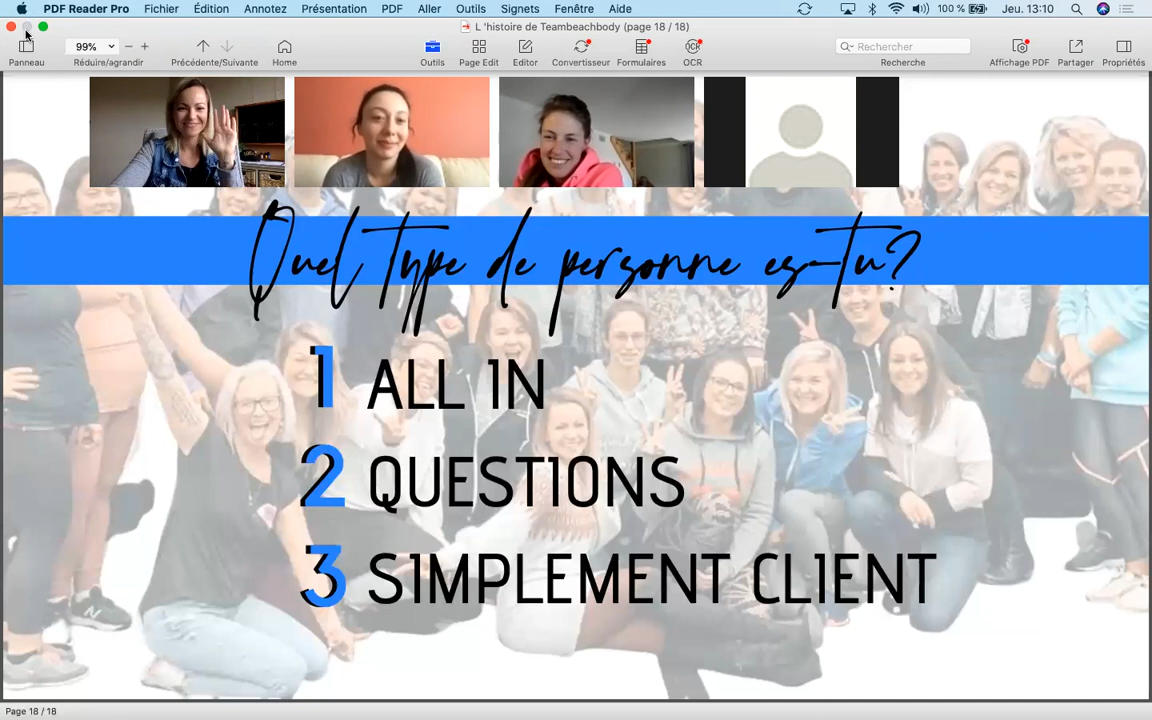 PDF Reader Pro Fichier Édition Annotez Présentation PDF Aller Outils Signets Fenêtre Aide 100 % Jeu. 13:10
L 'histoire de Teambeachbody (page 18 / 18)
99% Rechercher
Panneau Réduire/agrandir Précédente/Suivante Home Outils Page Edit Editor Convertisseur Formulaires OCR Recherche Affichage PDF Partager Propriétés
Quel type de personne es-tu?
1 ALL IN
2 QUESTIONS
3 SIMPLEMENT CLIENT
Page 18 / 18